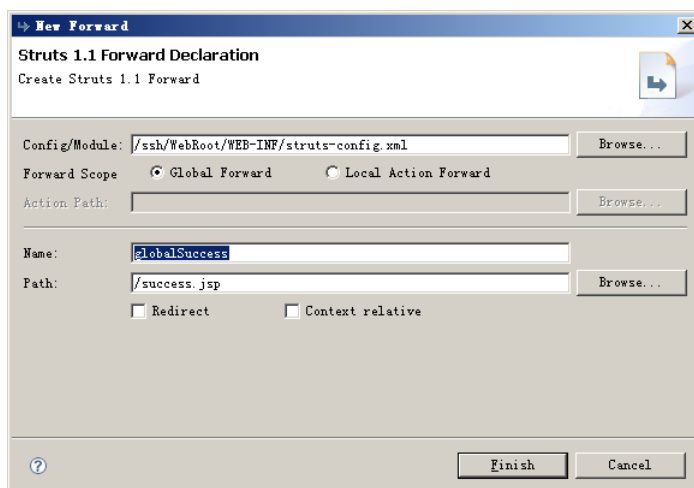 New Forward
Struts 1.1 Forward Declaration
Create Struts 1.1 Forward
Config/Module: /ssh/WebRoot/WEB-INF/struts-config.xml Browse...
Forward Scope Global Forward Local Action Forward
Action Path: Browse...
Name: globalSuccess
Path: /success.jsp Browse...
Redirect Context relative
? Finish Cancel